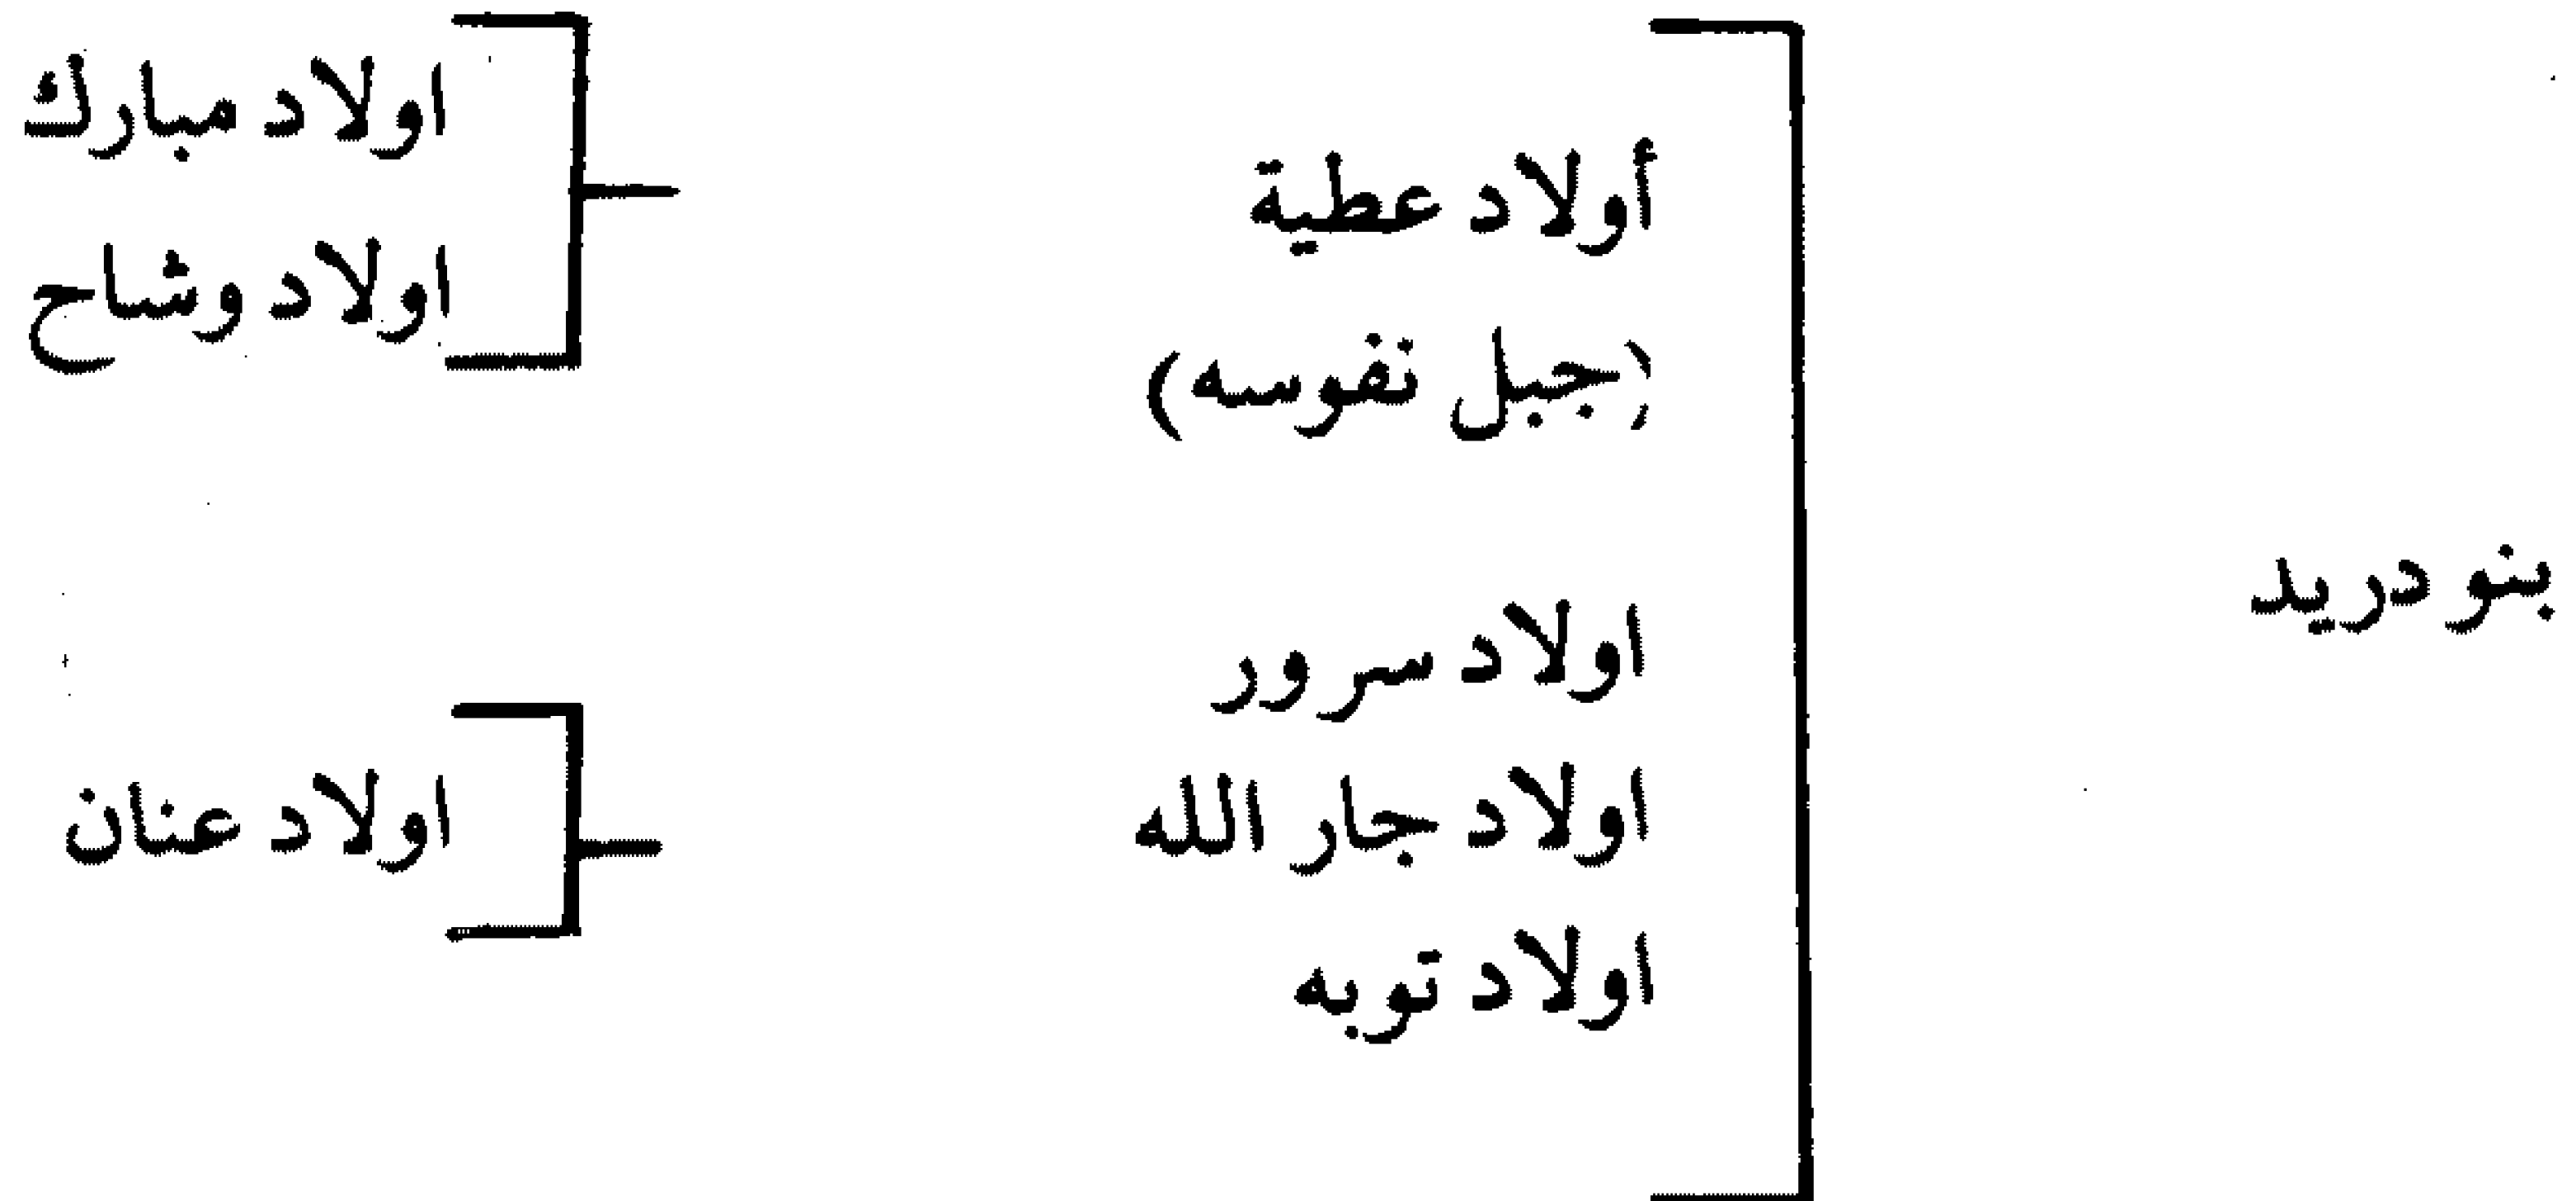 بنو دريد
أولاد عطية
(جبل نفوسه)
اولاد سرور
اولاد جار الله
اولاد توبه
اولاد مبارك
اولاد وشاح
اولاد عنان